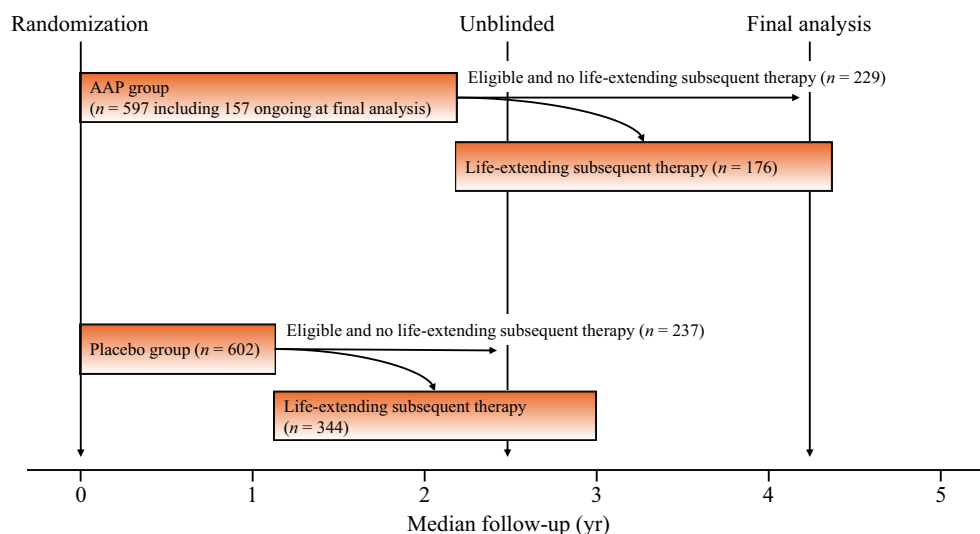 Randomization
Unblinded
Final analysis
Eligible and no life-extending subsequent therapy (n = 229)
AAP group
(n = 597 including 157 ongoing at final analysis)
Life-extending subsequent therapy (n = 176)
Eligible and no life-extending subsequent therapy (n = 237)
Placebo group (n = 602)
Life-extending subsequent therapy
(n = 344)
0 1 2 3 4 5
Median follow-up (yr)